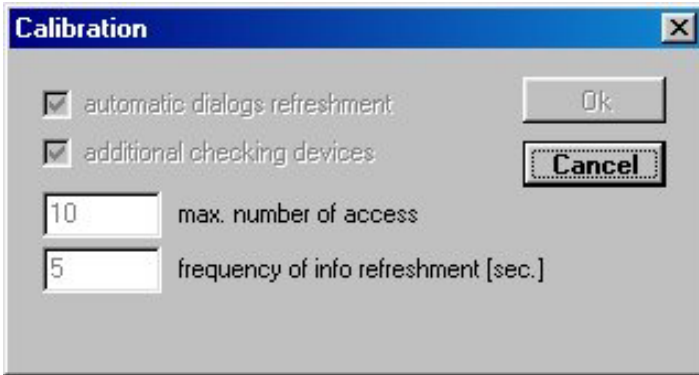 Calibration
automatic dialogs refreshment
Ok
additional checking devices
Cancel
10 max. number of access
5 frequency of info refreshment [sec.]